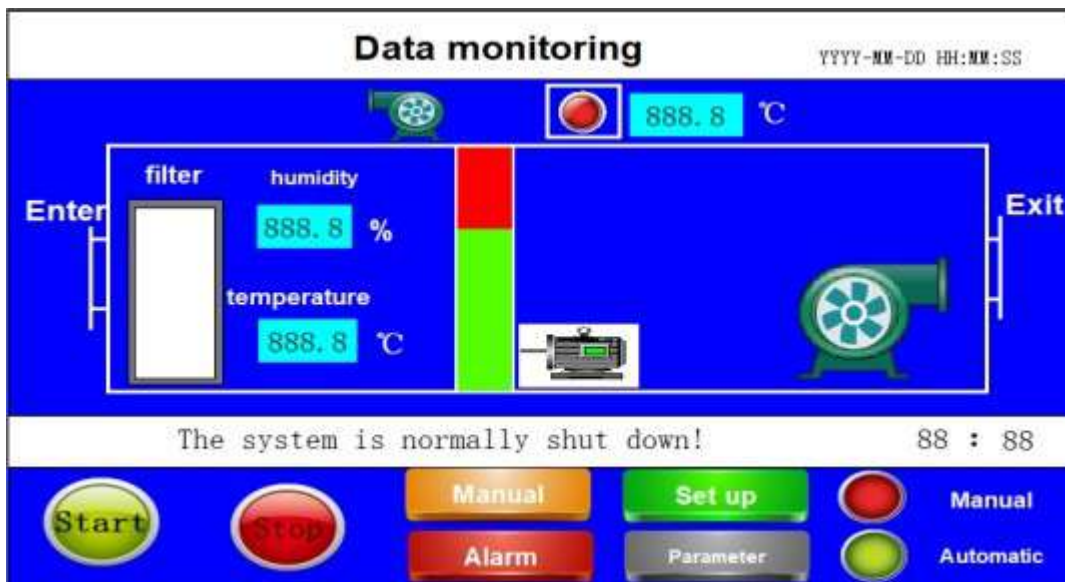 Data monitoring
YYYY-MM-DD HH:MM:SS
888.8 ℃
filter
humidity
Enter
888.8 %
Exit
temperature
888.8 ℃
The system is normally shut down!
88 : 88
Start
Stop
Manual
Set up
Manual
Alarm
Parameter
Automatic